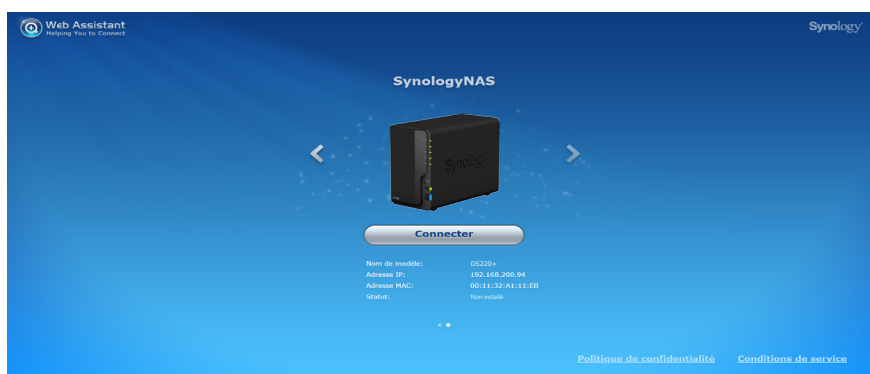 Web Assistant
Helping You to Connect
Synology
SynologyNAS
Synology
Connecter
Nom de modèle: DS220+
Adresse IP: 192.168.200.94
Adresse MAC: 00:11:32:A1:11:EB
Statut: Non installé
Politique de confidentialité Conditions de service